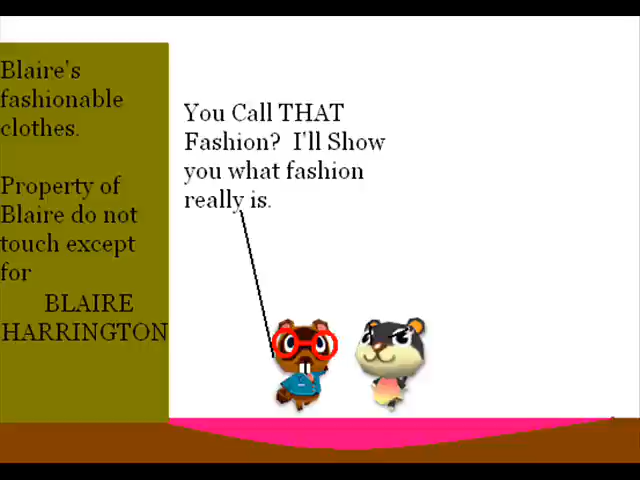 Blaire's
fashionable
clothes.
Property of
Blaire do not
touch except
for
BLAIRE
HARRINGTON
You Call THAT
Fashion? I'll Show
you what fashion
really is.